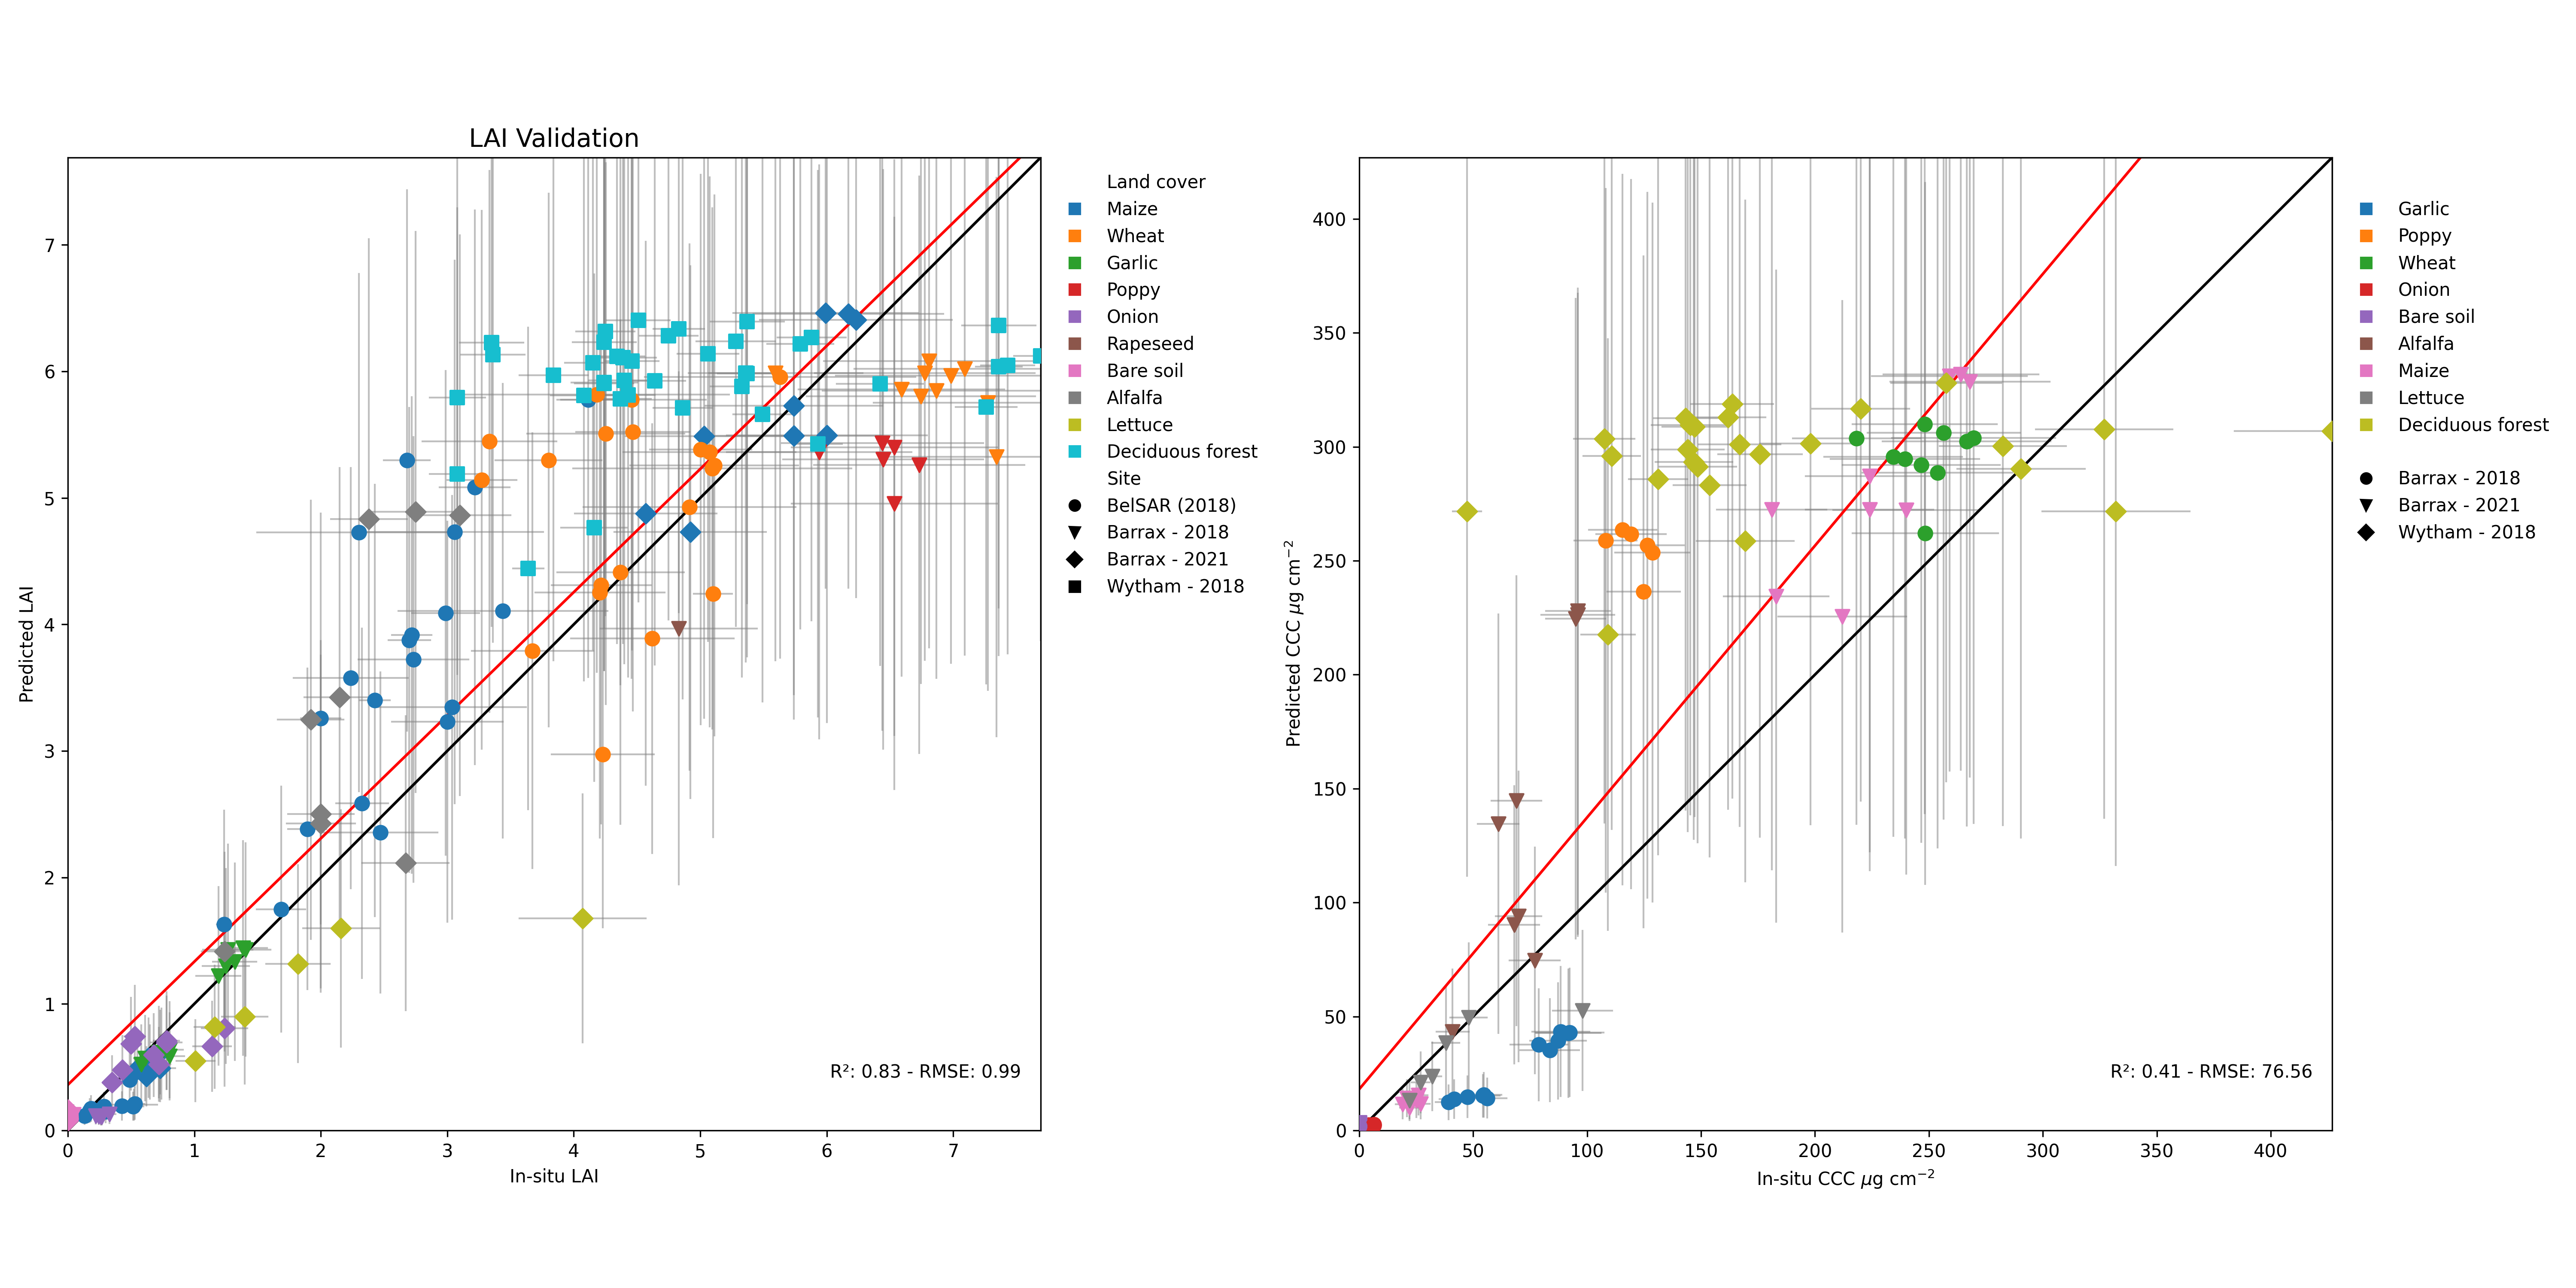 LAI Validation
Predicted LAI
7
6
5
4
3
2
1
0
0 1 2 3 4 5 6 7
In-situ LAI
R²: 0.83 - RMSE: 0.99
Land cover
Maize
Wheat
Garlic
Poppy
Onion
Rapeseed
Bare soil
Alfalfa
Lettuce
Deciduous forest
Site
BelSAR (2018)
Barrax - 2018
Barrax - 2021
Wytham - 2018
Predicted CCC μg cm⁻²
400
350
300
250
200
150
100
50
0
0 50 100 150 200 250 300 350 400
In-situ CCC μg cm⁻²
R²: 0.41 - RMSE: 76.56
Garlic
Poppy
Wheat
Onion
Bare soil
Alfalfa
Maize
Lettuce
Deciduous forest
Barrax - 2018
Barrax - 2021
Wytham - 2018